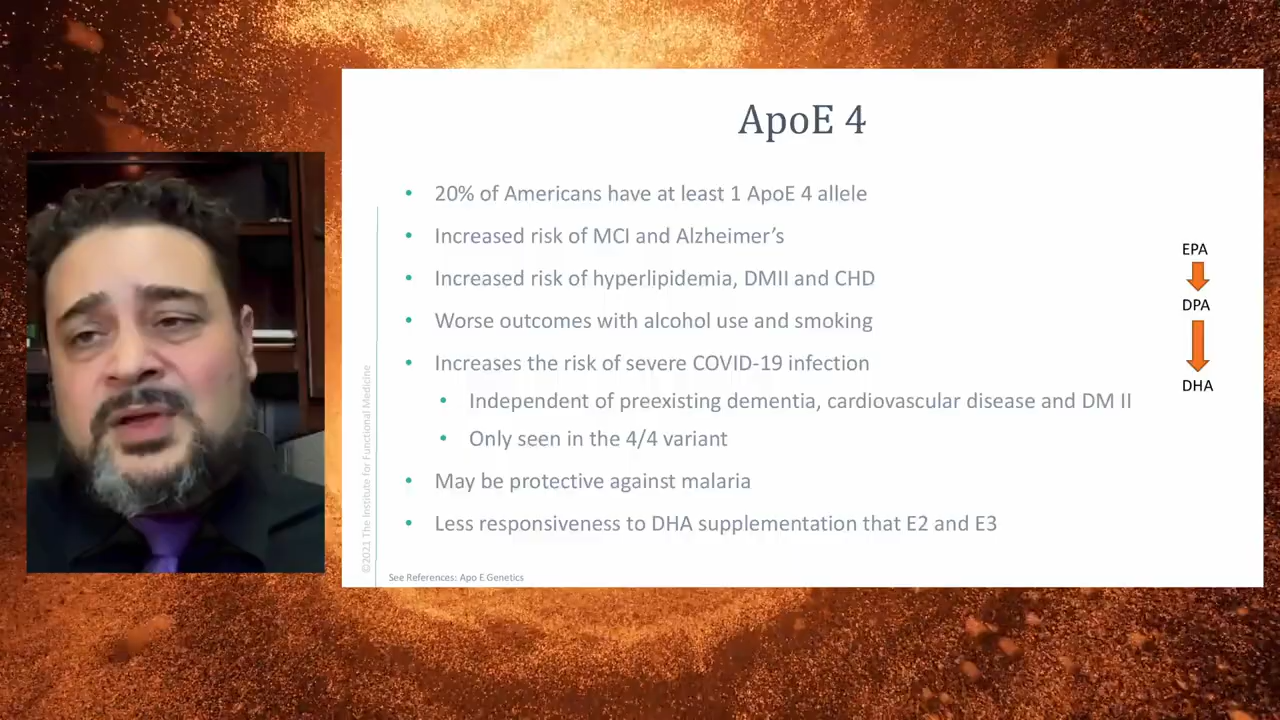 ApoE 4
• 20% of Americans have at least 1 ApoE 4 allele
• Increased risk of MCI and Alzheimer’s
• Increased risk of hyperlipidemia, DMII and CHD
• Worse outcomes with alcohol use and smoking
• Increases the risk of severe COVID-19 infection
• Independent of preexisting dementia, cardiovascular disease and DM II
• Only seen in the 4/4 variant
• May be protective against malaria
• Less responsiveness to DHA supplementation that E2 and E3
EPA
DPA
DHA
©2021 The Institute for Functional Medicine
See References: Apo E Genetics